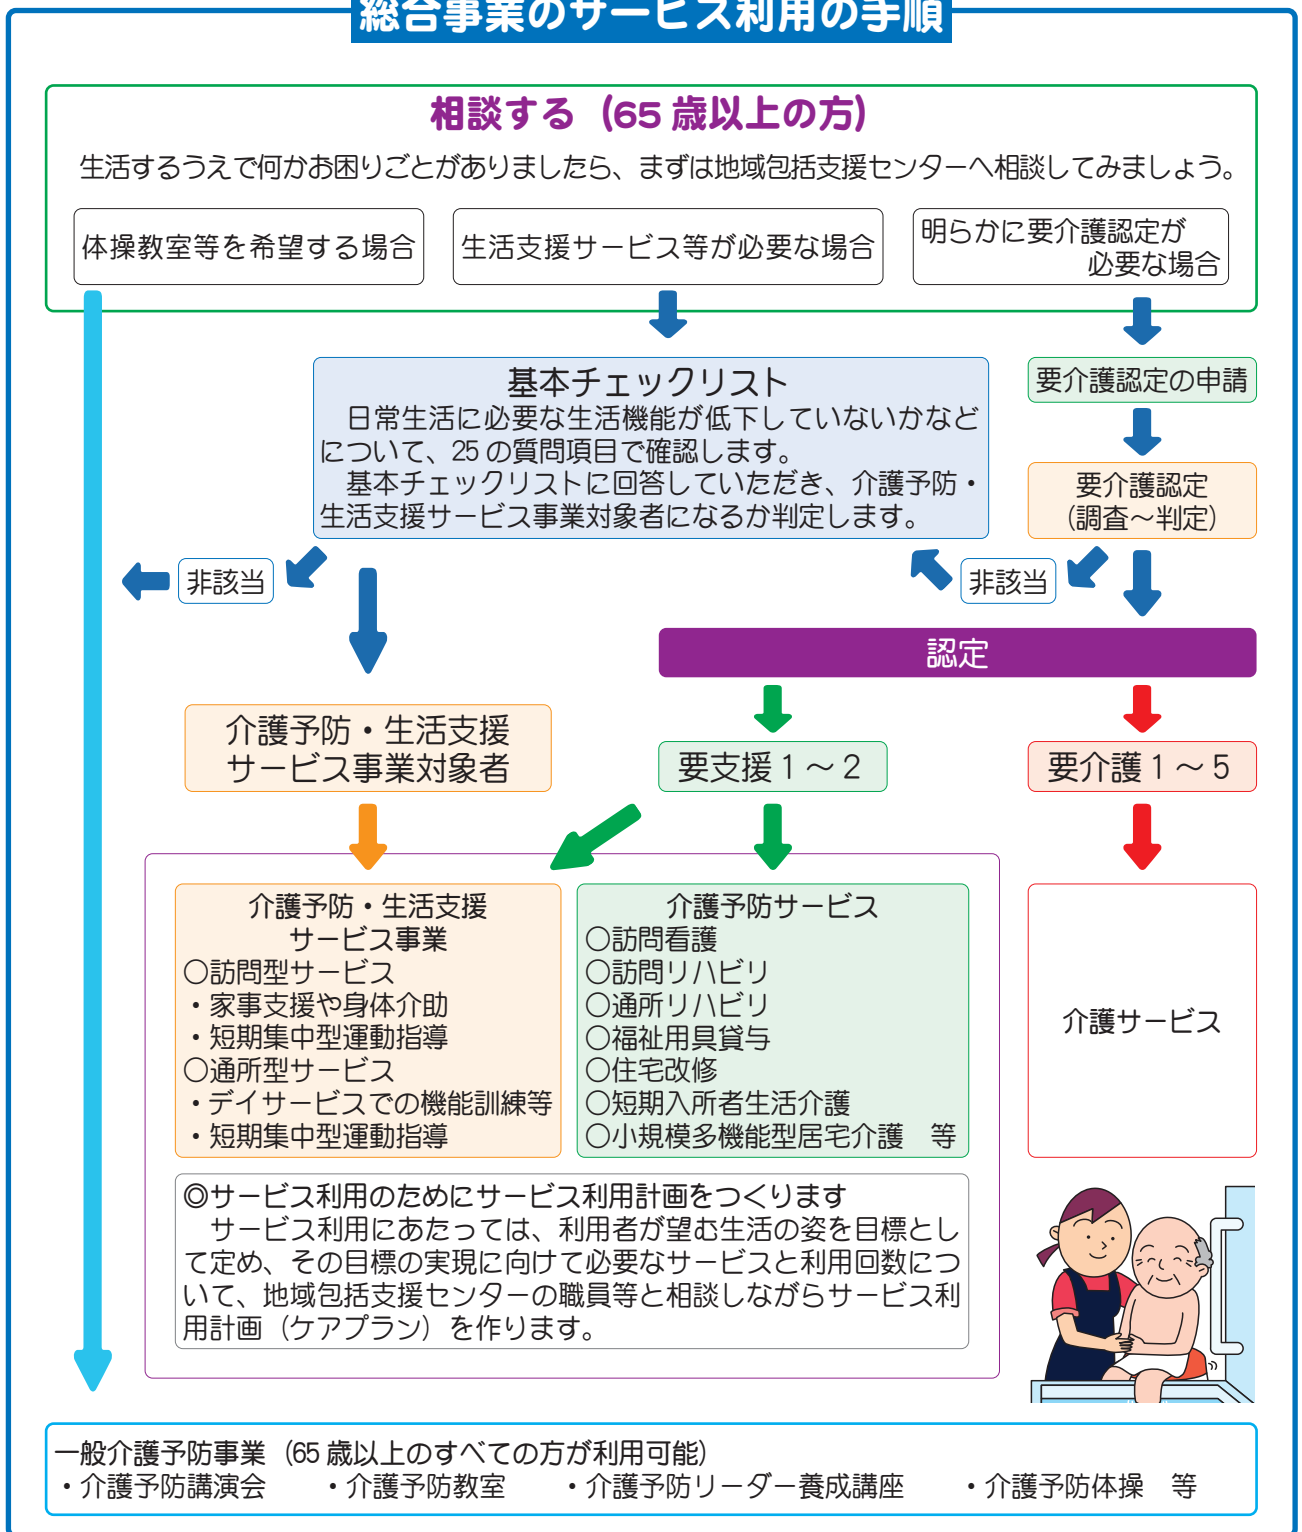 総合事業のサービス利用の手順
相談する（65歳以上の方）
生活するうえで何かお困りごとがありましたら、まずは地域包括支援センターへ相談してみましょう。
体操教室等を希望する場合
生活支援サービス等が必要な場合
明らかに要介護認定が
必要な場合
基本チェックリスト
日常生活に必要な生活機能が低下していないかなど
について、25の質問項目で確認します。
基本チェックリストに回答していただき、介護予防・
生活支援サービス事業対象者になるか判定します。
要介護認定の申請
要介護認定
（調査～判定）
非該当
非該当
認定
介護予防・生活支援
サービス事業対象者
要支援1～2
要介護1～5
介護予防・生活支援
サービス事業
○訪問型サービス
・家事支援や身体介助
・短期集中型運動指導
○通所型サービス
・デイサービスでの機能訓練等
・短期集中型運動指導
介護予防サービス
○訪問看護
○訪問リハビリ
○通所リハビリ
○福祉用具貸与
○住宅改修
○短期入所者生活介護
○小規模多機能型居宅介護　等
介護サービス
◎サービス利用のためにサービス利用計画をつくります
サービス利用にあたっては、利用者が望む生活の姿を目標とし
て定め、その目標の実現に向けて必要なサービスと利用回数につ
いて、地域包括支援センターの職員等と相談しながらサービス利
用計画（ケアプラン）を作ります。
一般介護予防事業（65歳以上のすべての方が利用可能）
・介護予防講演会　・介護予防教室　・介護予防リーダー養成講座　・介護予防体操　等